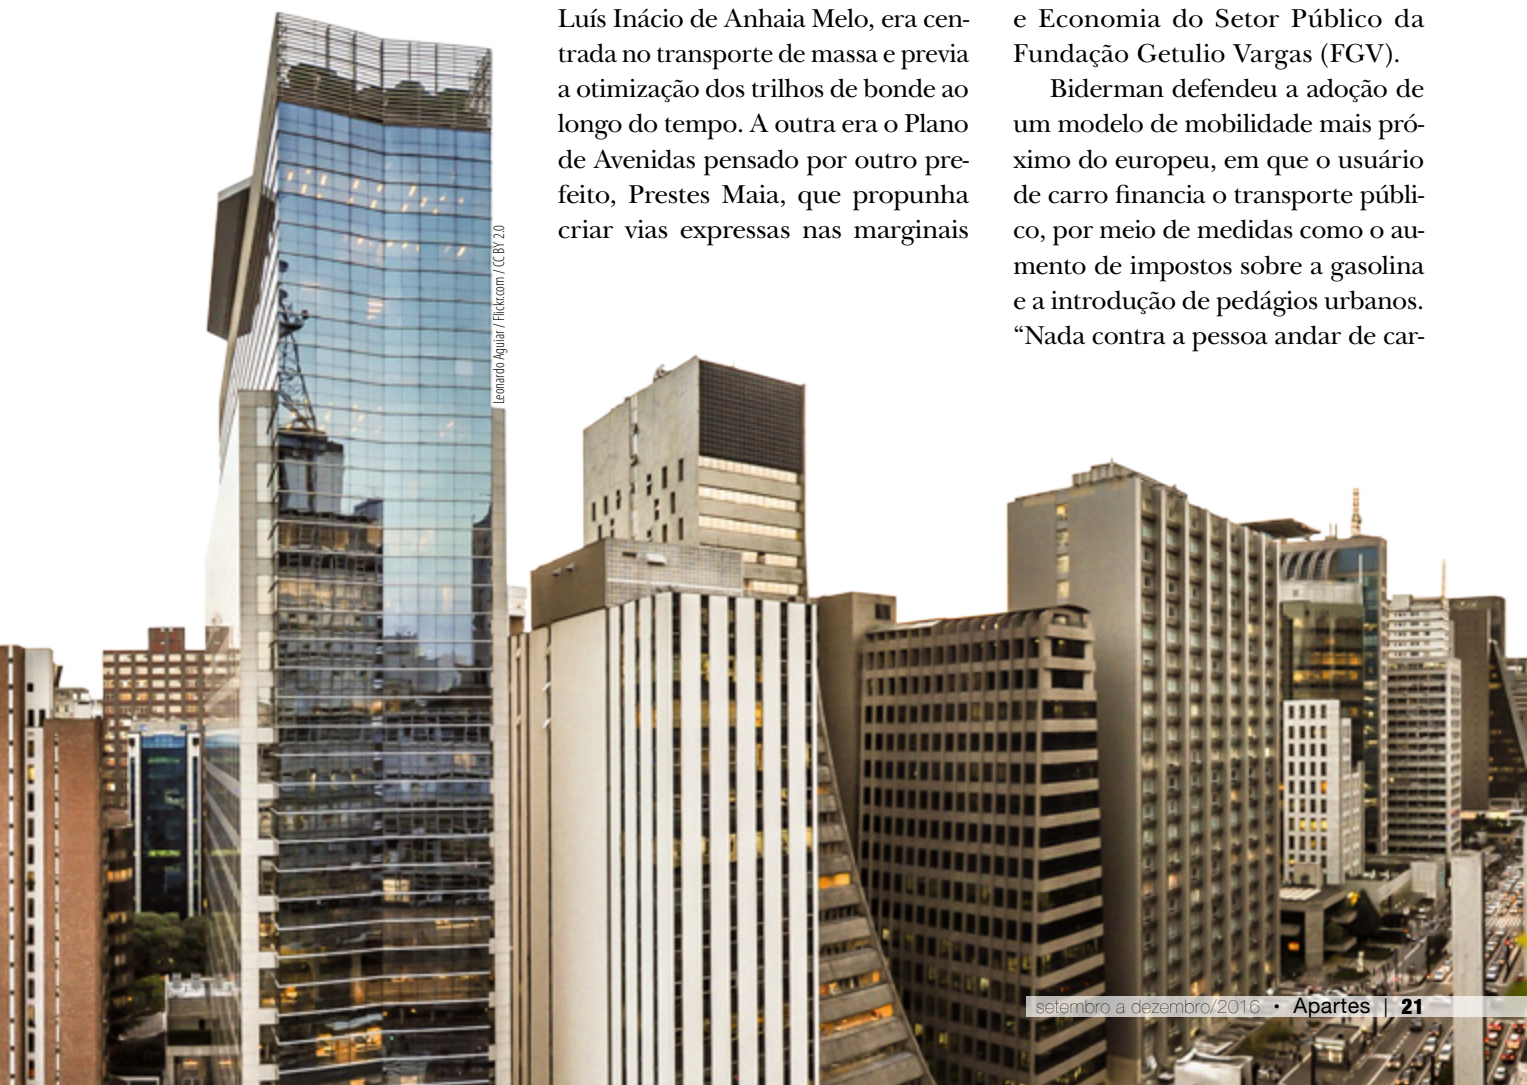 Luís Inácio de Anhaia Melo, era cen-
trada no transporte de massa e previa
a otimização dos trilhos de bonde ao
longo do tempo. A outra era o Plano
de Avenidas pensado por outro pre-
feito, Prestes Maia, que propunha
criar vias expressas nas marginais
e Economia do Setor Público da
Fundação Getulio Vargas (FGV).
Biderman defendeu a adoção de
um modelo de mobilidade mais pró-
ximo do europeu, em que o usuário
de carro financia o transporte públi-
co, por meio de medidas como o au-
mento de impostos sobre a gasolina
e a introdução de pedágios urbanos.
“Nada contra a pessoa andar de car-
Leonardo Aguiar / Flickr.com / CC BY 2.0
setembro a dezembro/2016 • Apartes | 21